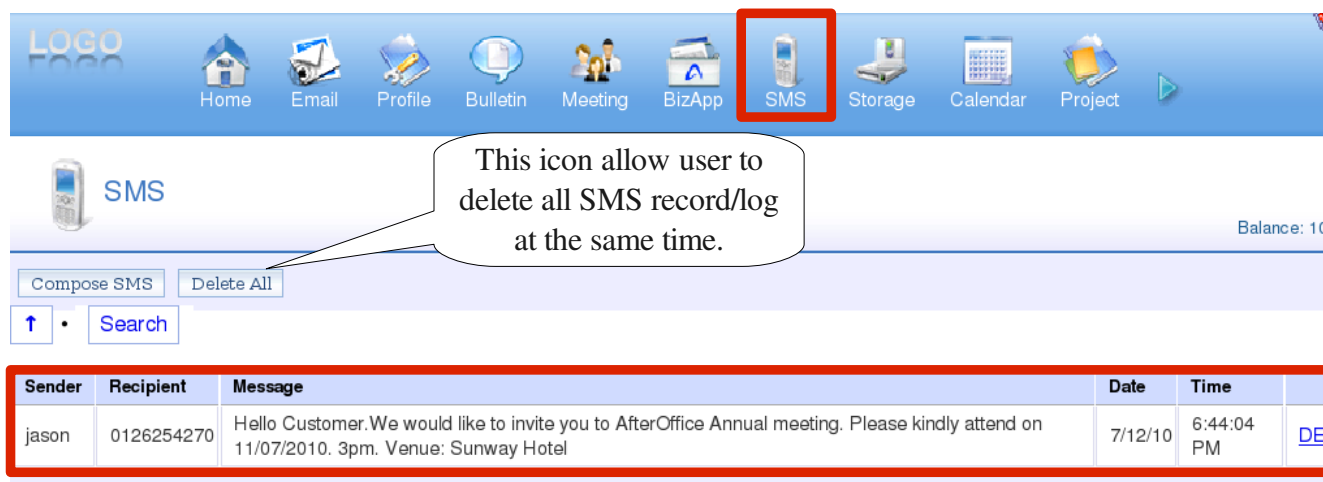 LOGO
Home Email Profile Bulletin Meeting BizApp SMS Storage Calendar Project
This icon allow user to
delete all SMS record/log
at the same time.
SMS
Balance: 10
Compose SMS Delete All
↑ • Search
Sender Recipient Message Date Time
jason 0126254270 Hello Customer.We would like to invite you to AfterOffice Annual meeting. Please kindly attend on
11/07/2010. 3pm. Venue: Sunway Hotel
7/12/10 6:44:04
PM
DE